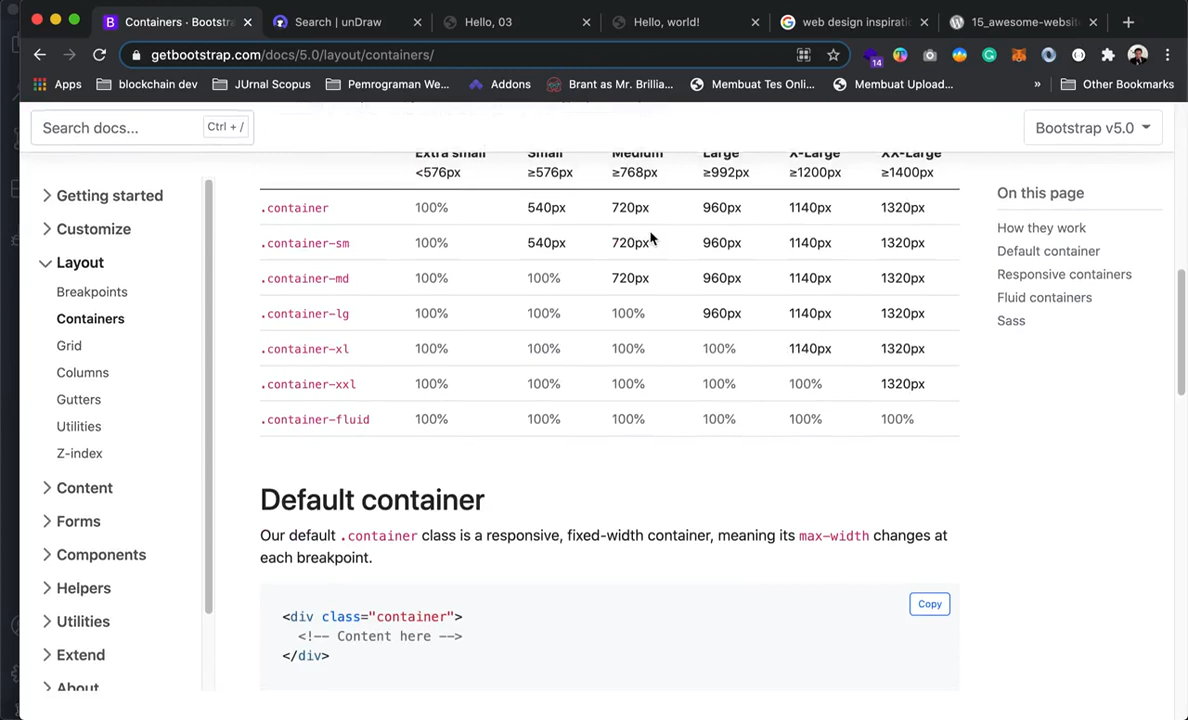 Containers · Bootstra
Search | unDraw
Hello, 03
Hello, world!
web design inspiratio
15_awesome-website
getbootstrap.com/docs/5.0/layout/containers/
14
Apps
blockchain dev
JUrnal Scopus
Pemrograman We...
Addons
Brant as Mr. Brillia...
Membuat Tes Onli...
Membuat Upload...
»
Other Bookmarks
Search docs...
Ctrl + /
Bootstrap v5.0
Getting started
Customize
Layout
Breakpoints
Containers
Grid
Columns
Gutters
Utilities
Z-index
Content
Forms
Components
Helpers
Utilities
Extend
About
Extra small Small Medium Large X-Large XX-Large
<576px ≥576px ≥768px ≥992px ≥1200px ≥1400px
.container 100% 540px 720px 960px 1140px 1320px
.container-sm 100% 540px 720px 960px 1140px 1320px
.container-md 100% 100% 720px 960px 1140px 1320px
.container-lg 100% 100% 100% 960px 1140px 1320px
.container-xl 100% 100% 100% 100% 1140px 1320px
.container-xxl 100% 100% 100% 100% 100% 1320px
.container-fluid 100% 100% 100% 100% 100% 100%
Default container
Our default .container class is a responsive, fixed-width container, meaning its max-width changes at
each breakpoint.
Copy
<div class="container">
<!-- Content here -->
</div>
On this page
How they work
Default container
Responsive containers
Fluid containers
Sass